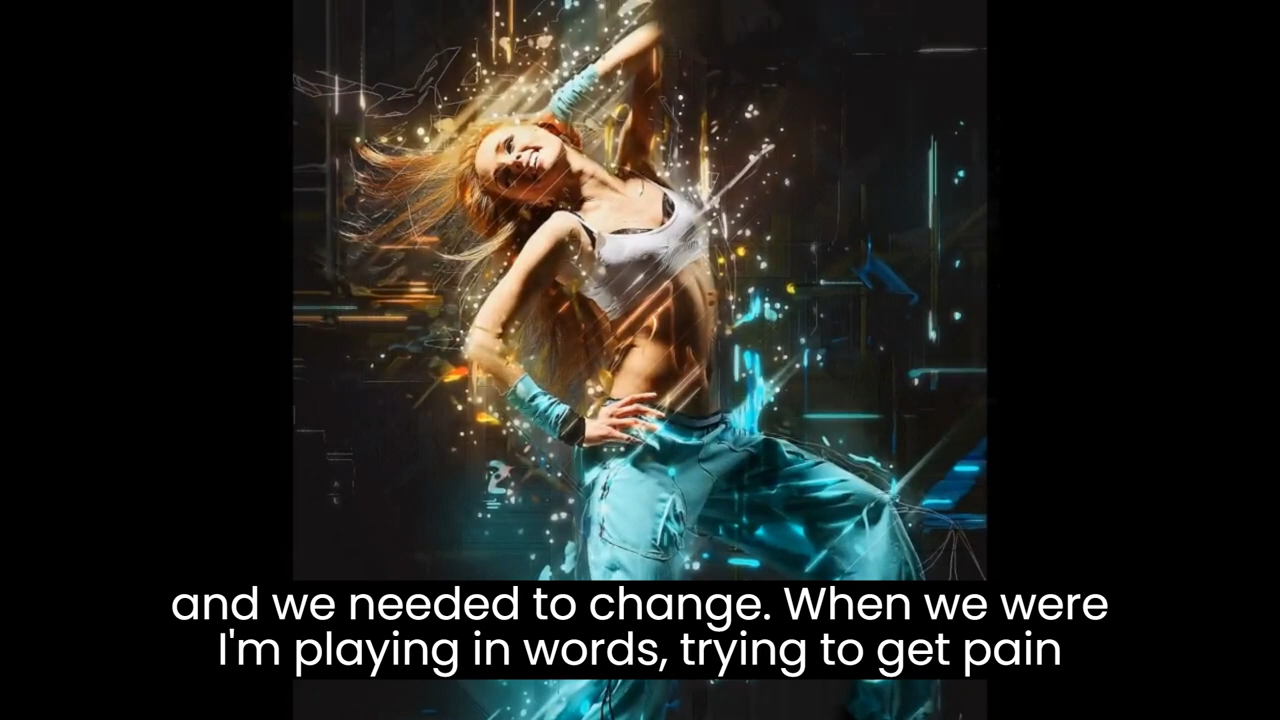 and we needed to change. When we were
I'm playing in words, trying to get pain